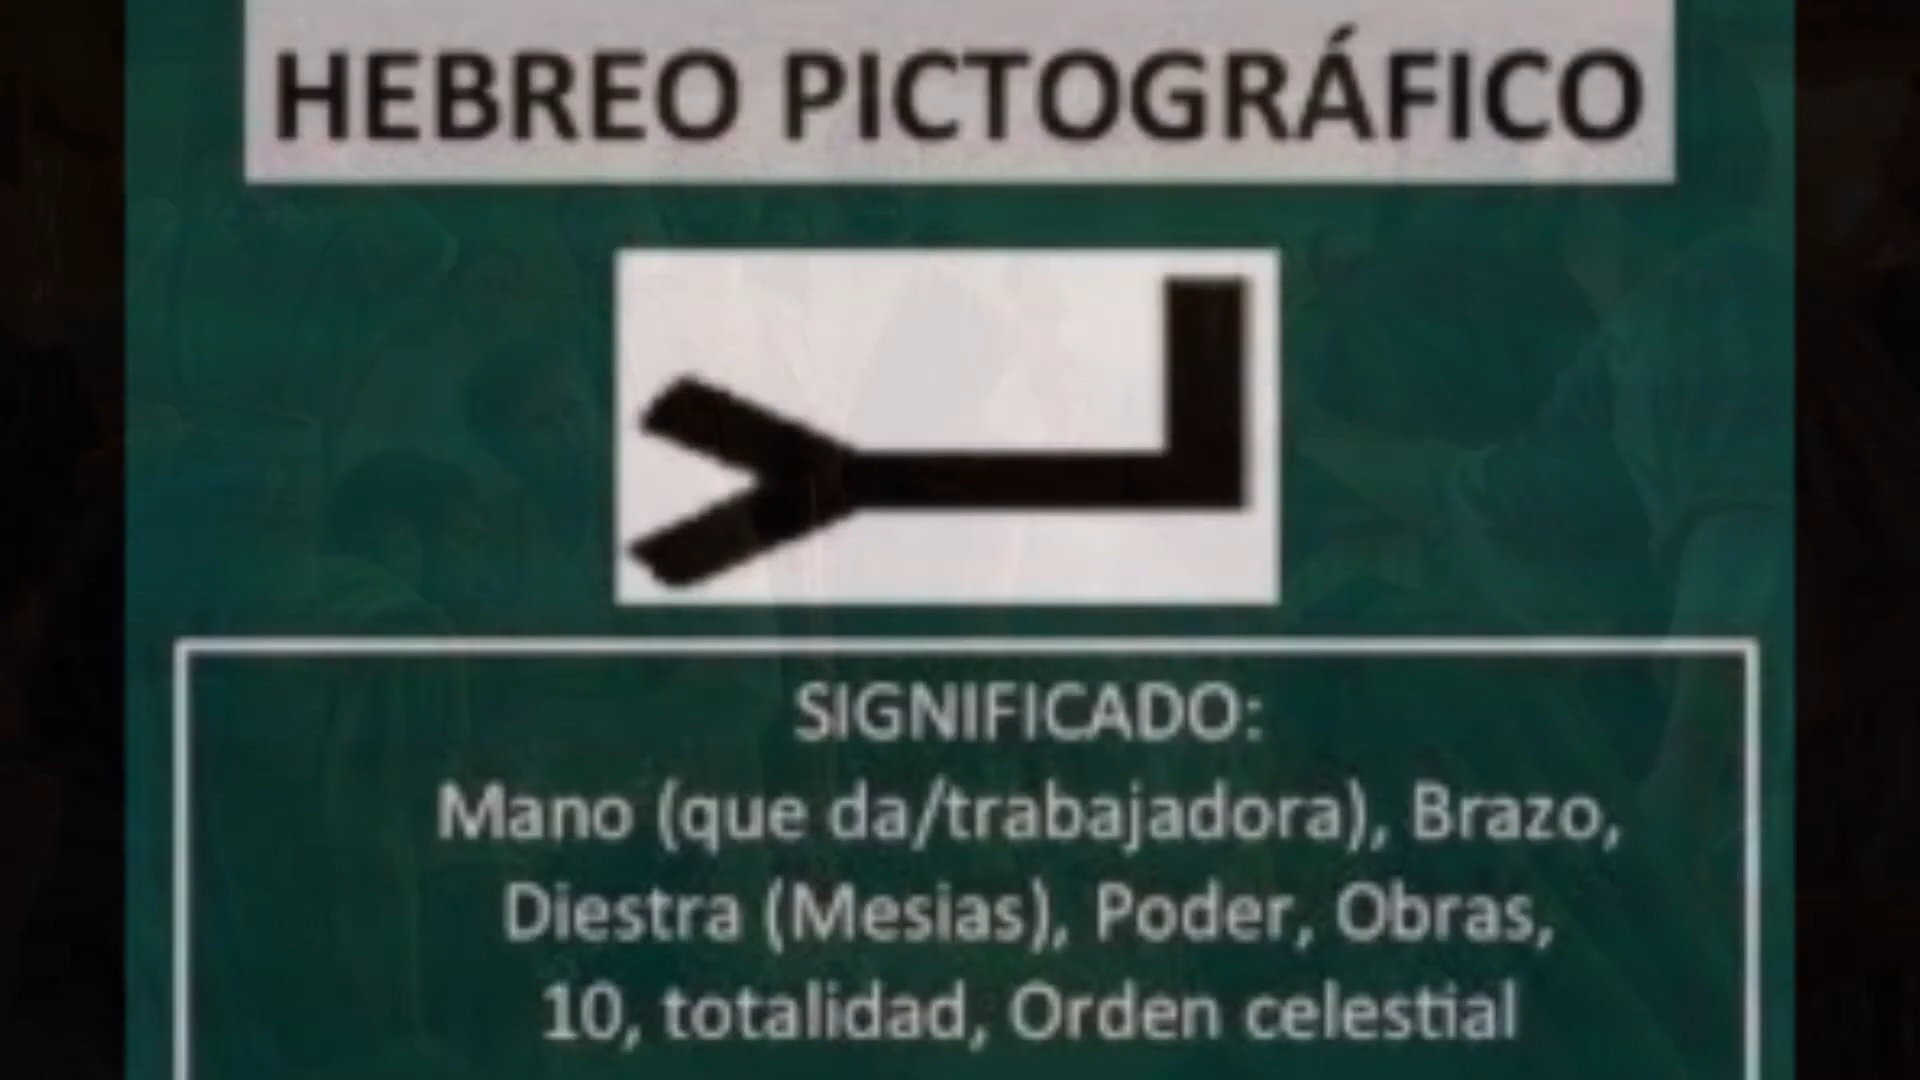 HEBREO PICTOGRÁFICO
SIGNIFICADO:
Mano (que da/trabajadora), Brazo,
Diestra (Mesias), Poder, Obras,
10, totalidad, Orden celestial